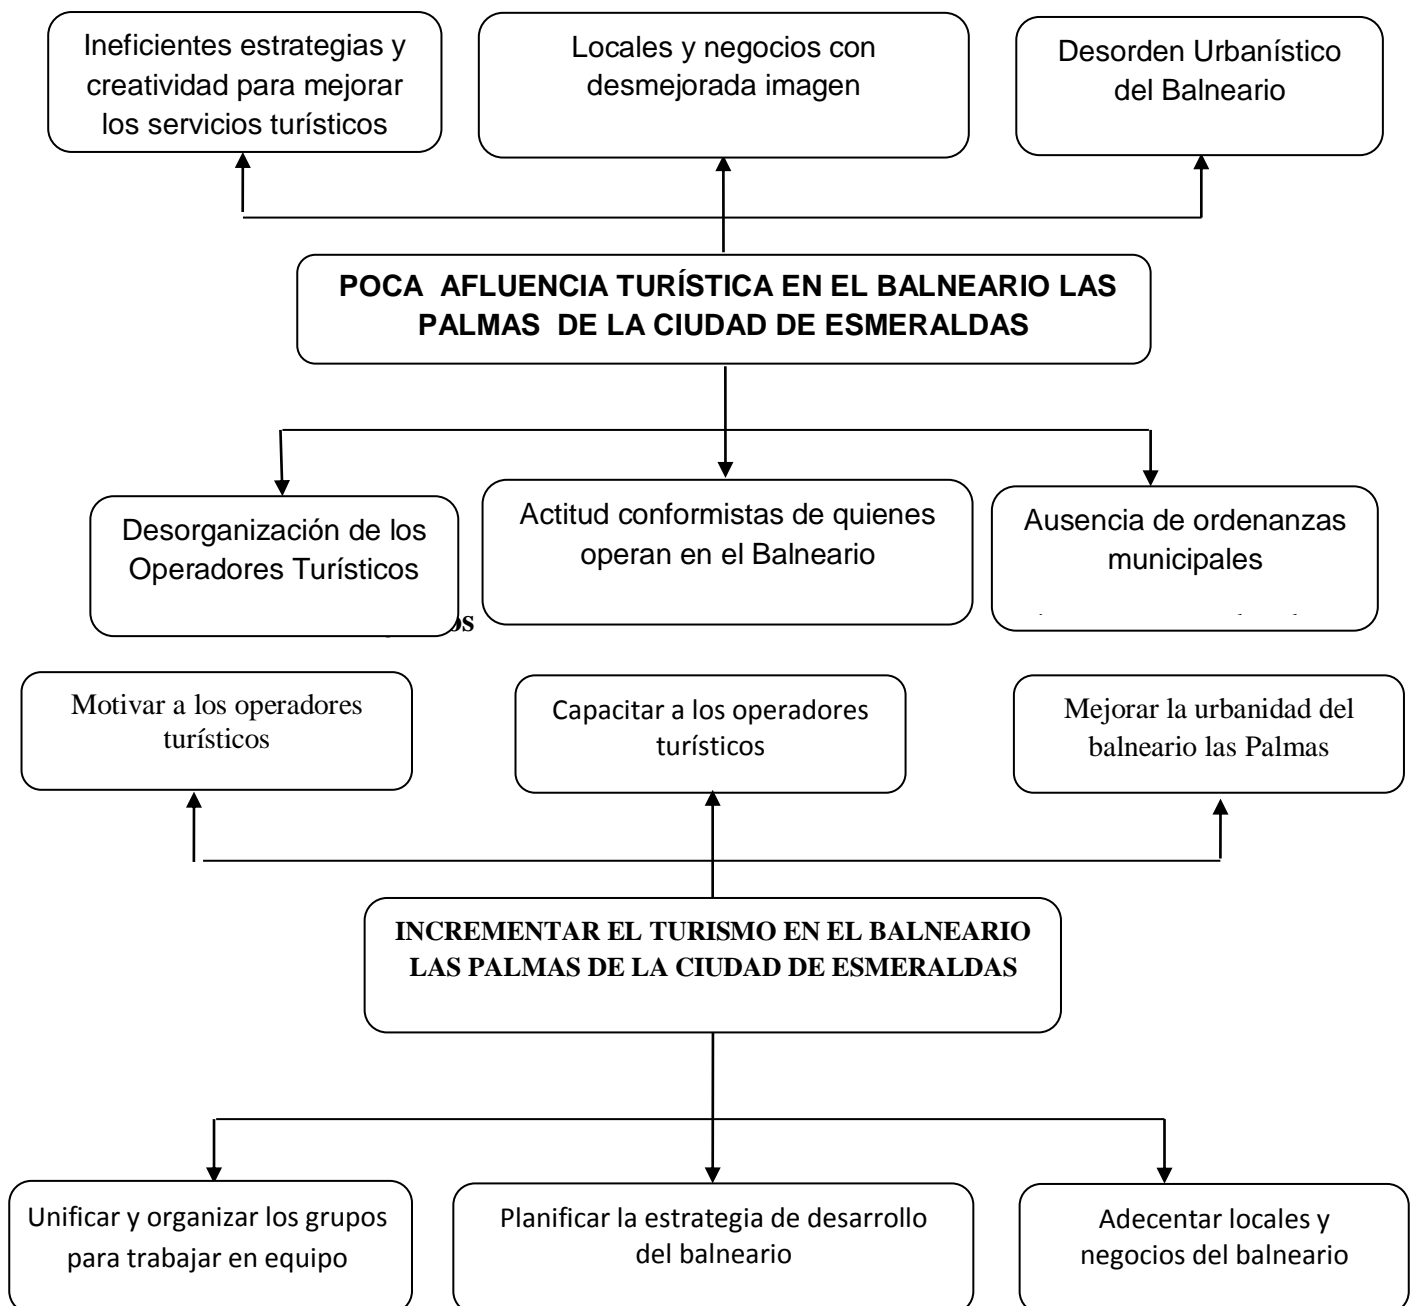 Ineficientes estrategias y
creatividad para mejorar
los servicios turísticos
Locales y negocios con
desmejorada imagen
Desorden Urbanístico
del Balneario
POCA AFLUENCIA TURÍSTICA EN EL BALNEARIO LAS
PALMAS DE LA CIUDAD DE ESMERALDAS
Desorganización de los
Operadores Turísticos
Actitud conformistas de quienes
operan en el Balneario
Ausencia de ordenanzas
municipales
Motivar a los operadores
turísticos
Capacitar a los operadores
turísticos
Mejorar la urbanidad del
balneario las Palmas
INCREMENTAR EL TURISMO EN EL BALNEARIO
LAS PALMAS DE LA CIUDAD DE ESMERALDAS
Unificar y organizar los grupos
para trabajar en equipo
Planificar la estrategia de desarrollo
del balneario
Adecentar locales y
negocios del balneario